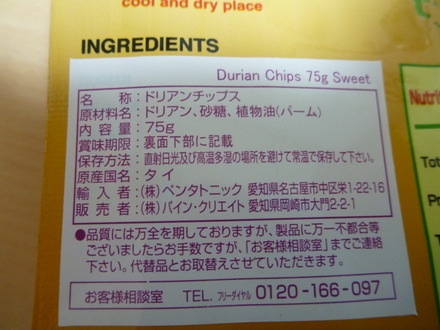 cool and dry place
INGREDIENTS
Durian Chips 75g Sweet
名　　称：ドリアンチップス
原材料名：ドリアン、砂糖、植物油(パーム)
内 容 量：75g
賞味期限：裏面下部に記載
保存方法：直射日光及び高温多湿の場所を避けて常温で保存して下さい。
原産国名：タ イ
輸 入 者：(株)ペンタトニック 愛知県名古屋市中区栄1-22-16
販 売 者：(株)パイン・クリエイト 愛知県岡崎市大門2-2-1
●品質には万全を期しておりますが、製品に万一不都合等
ございましたらお手数ですが、「お客様相談室」までご連絡
下さい。代替品とお取替えさせていただきます。
お客様相談室　TEL. フリーダイヤル 0120-166-097
Nutri
Tot
Pr
T